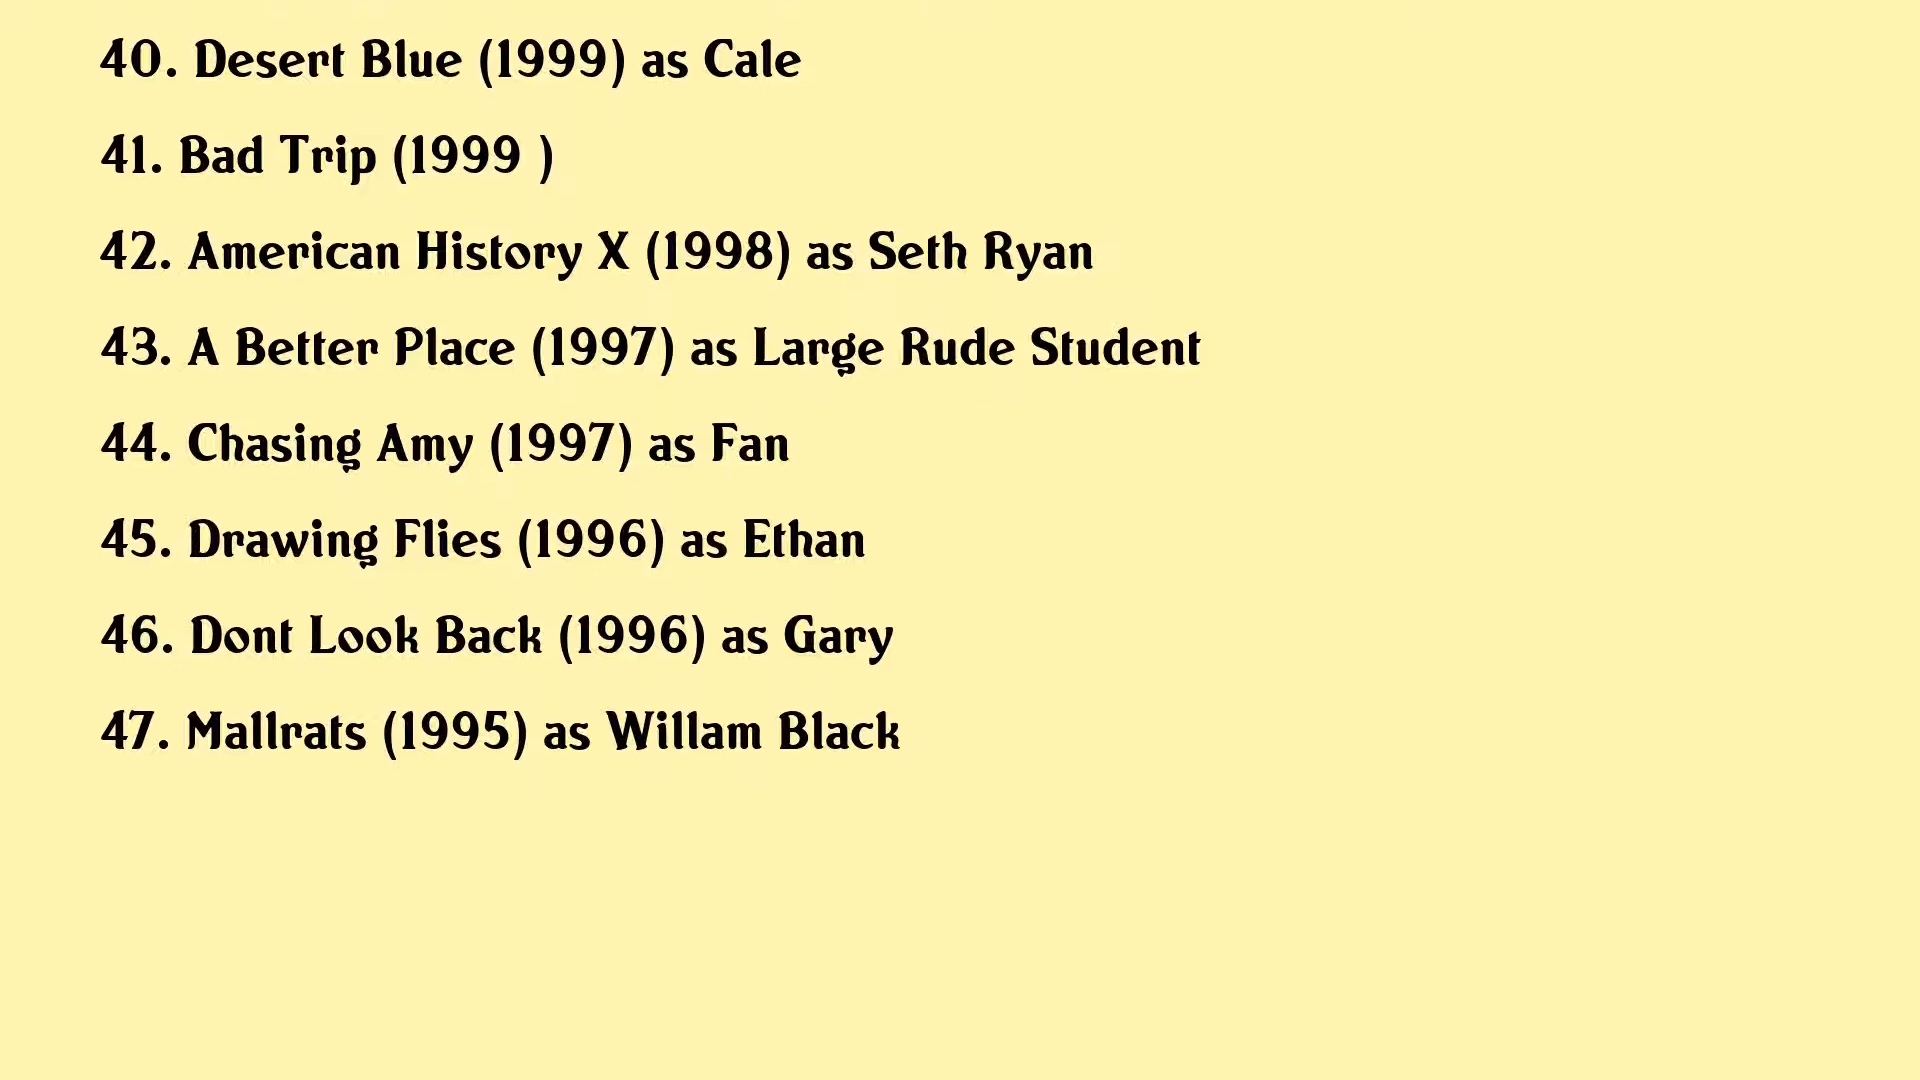 40. Desert Blue (1999) as Cale
41. Bad Trip (1999 )
42. American History X (1998) as Seth Ryan
43. A Better Place (1997) as Large Rude Student
44. Chasing Amy (1997) as Fan
45. Drawing Flies (1996) as Ethan
46. Dont Look Back (1996) as Gary
47. Mallrats (1995) as Willam Black